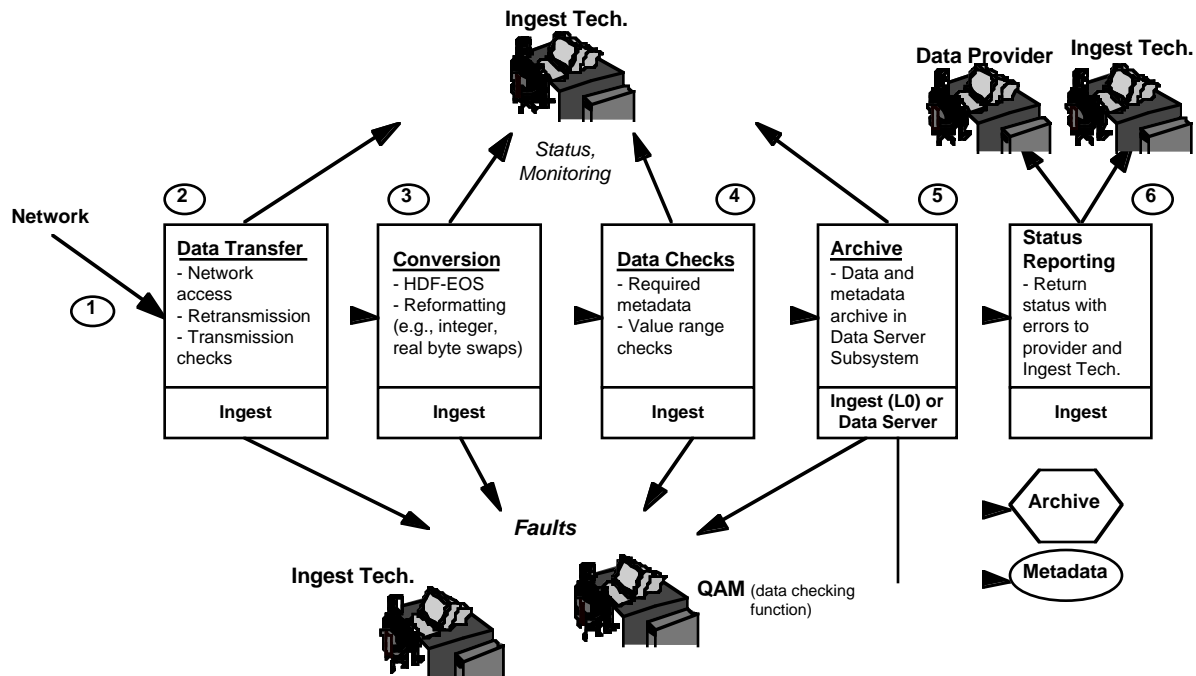 Ingest Tech.
Data Provider
Ingest Tech.
Status,
Monitoring
Network
1
2
Data Transfer
- Network
access
- Retransmission
- Transmission
checks
Ingest
3
Conversion
- HDF-EOS
- Reformatting
(e.g., integer,
real byte swaps)
Ingest
4
Data Checks
- Required
metadata
- Value range
checks
Ingest
5
Archive
- Data and
metadata
archive in
Data Server
Subsystem
Ingest (L0) or
Data Server
6
Status
Reporting
- Return
status with
errors to
provider and
Ingest Tech.
Ingest
Faults
Ingest Tech.
QAM (data checking
function)
Archive
Metadata